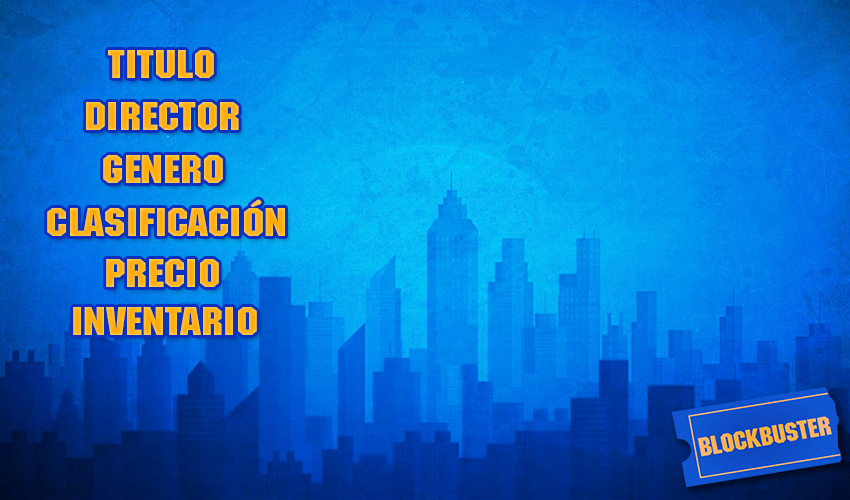 TITULO
DIRECTOR
GENERO
CLASIFICACIÓN
PRECIO
INVENTARIO
BLOCKBUSTER